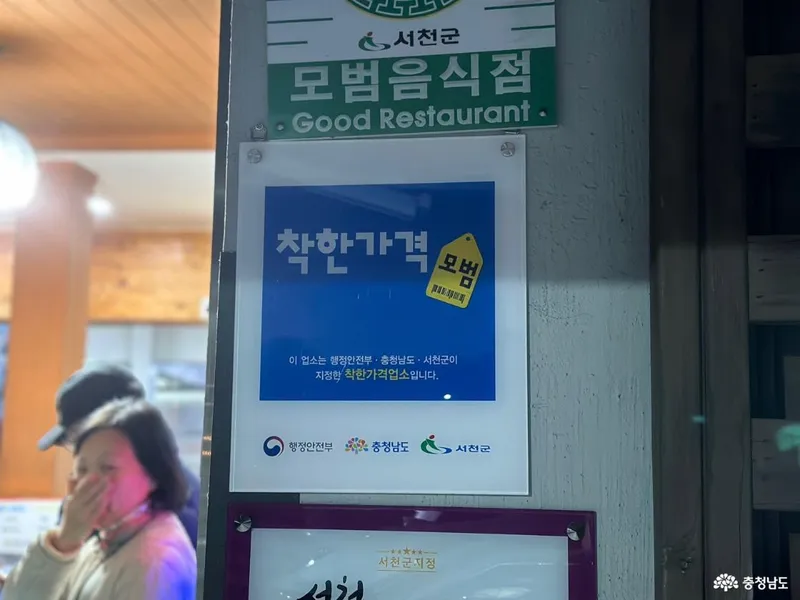 서천군
모범음식점
Good Restaurant
착한가격
모범
이 업소는 행정안전부 · 충청남도 · 서천군이
지정한 착한가격업소입니다.
행정안전부 충청남도 서천군
서천군지정
서천
충청남도